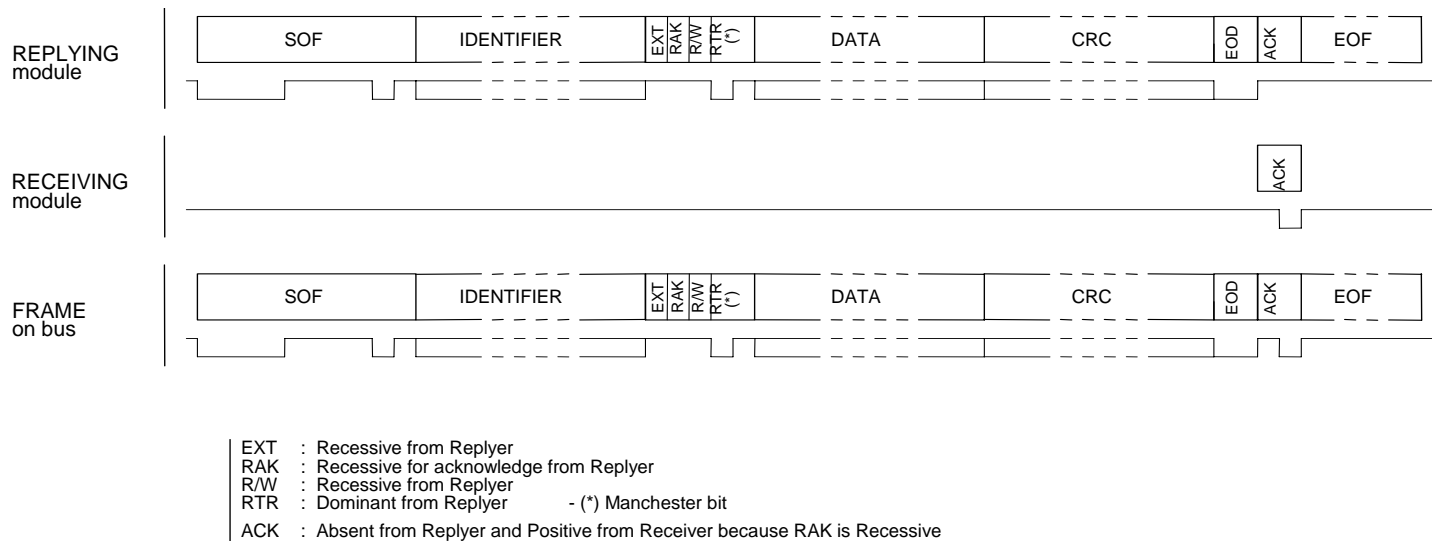 SOF IDENTIFIER EXT RAK R/W RTR (*) DATA CRC EOD ACK EOF
REPLYING
module
ACK
RECEIVING
module
SOF IDENTIFIER EXT RAK R/W RTR (*) DATA CRC EOD ACK EOF
FRAME
on bus
EXT : Recessive from Replyer
RAK : Recessive for acknowledge from Replyer
R/W : Recessive from Replyer
RTR : Dominant from Replyer - (*) Manchester bit
ACK : Absent from Replyer and Positive from Receiver because RAK is Recessive